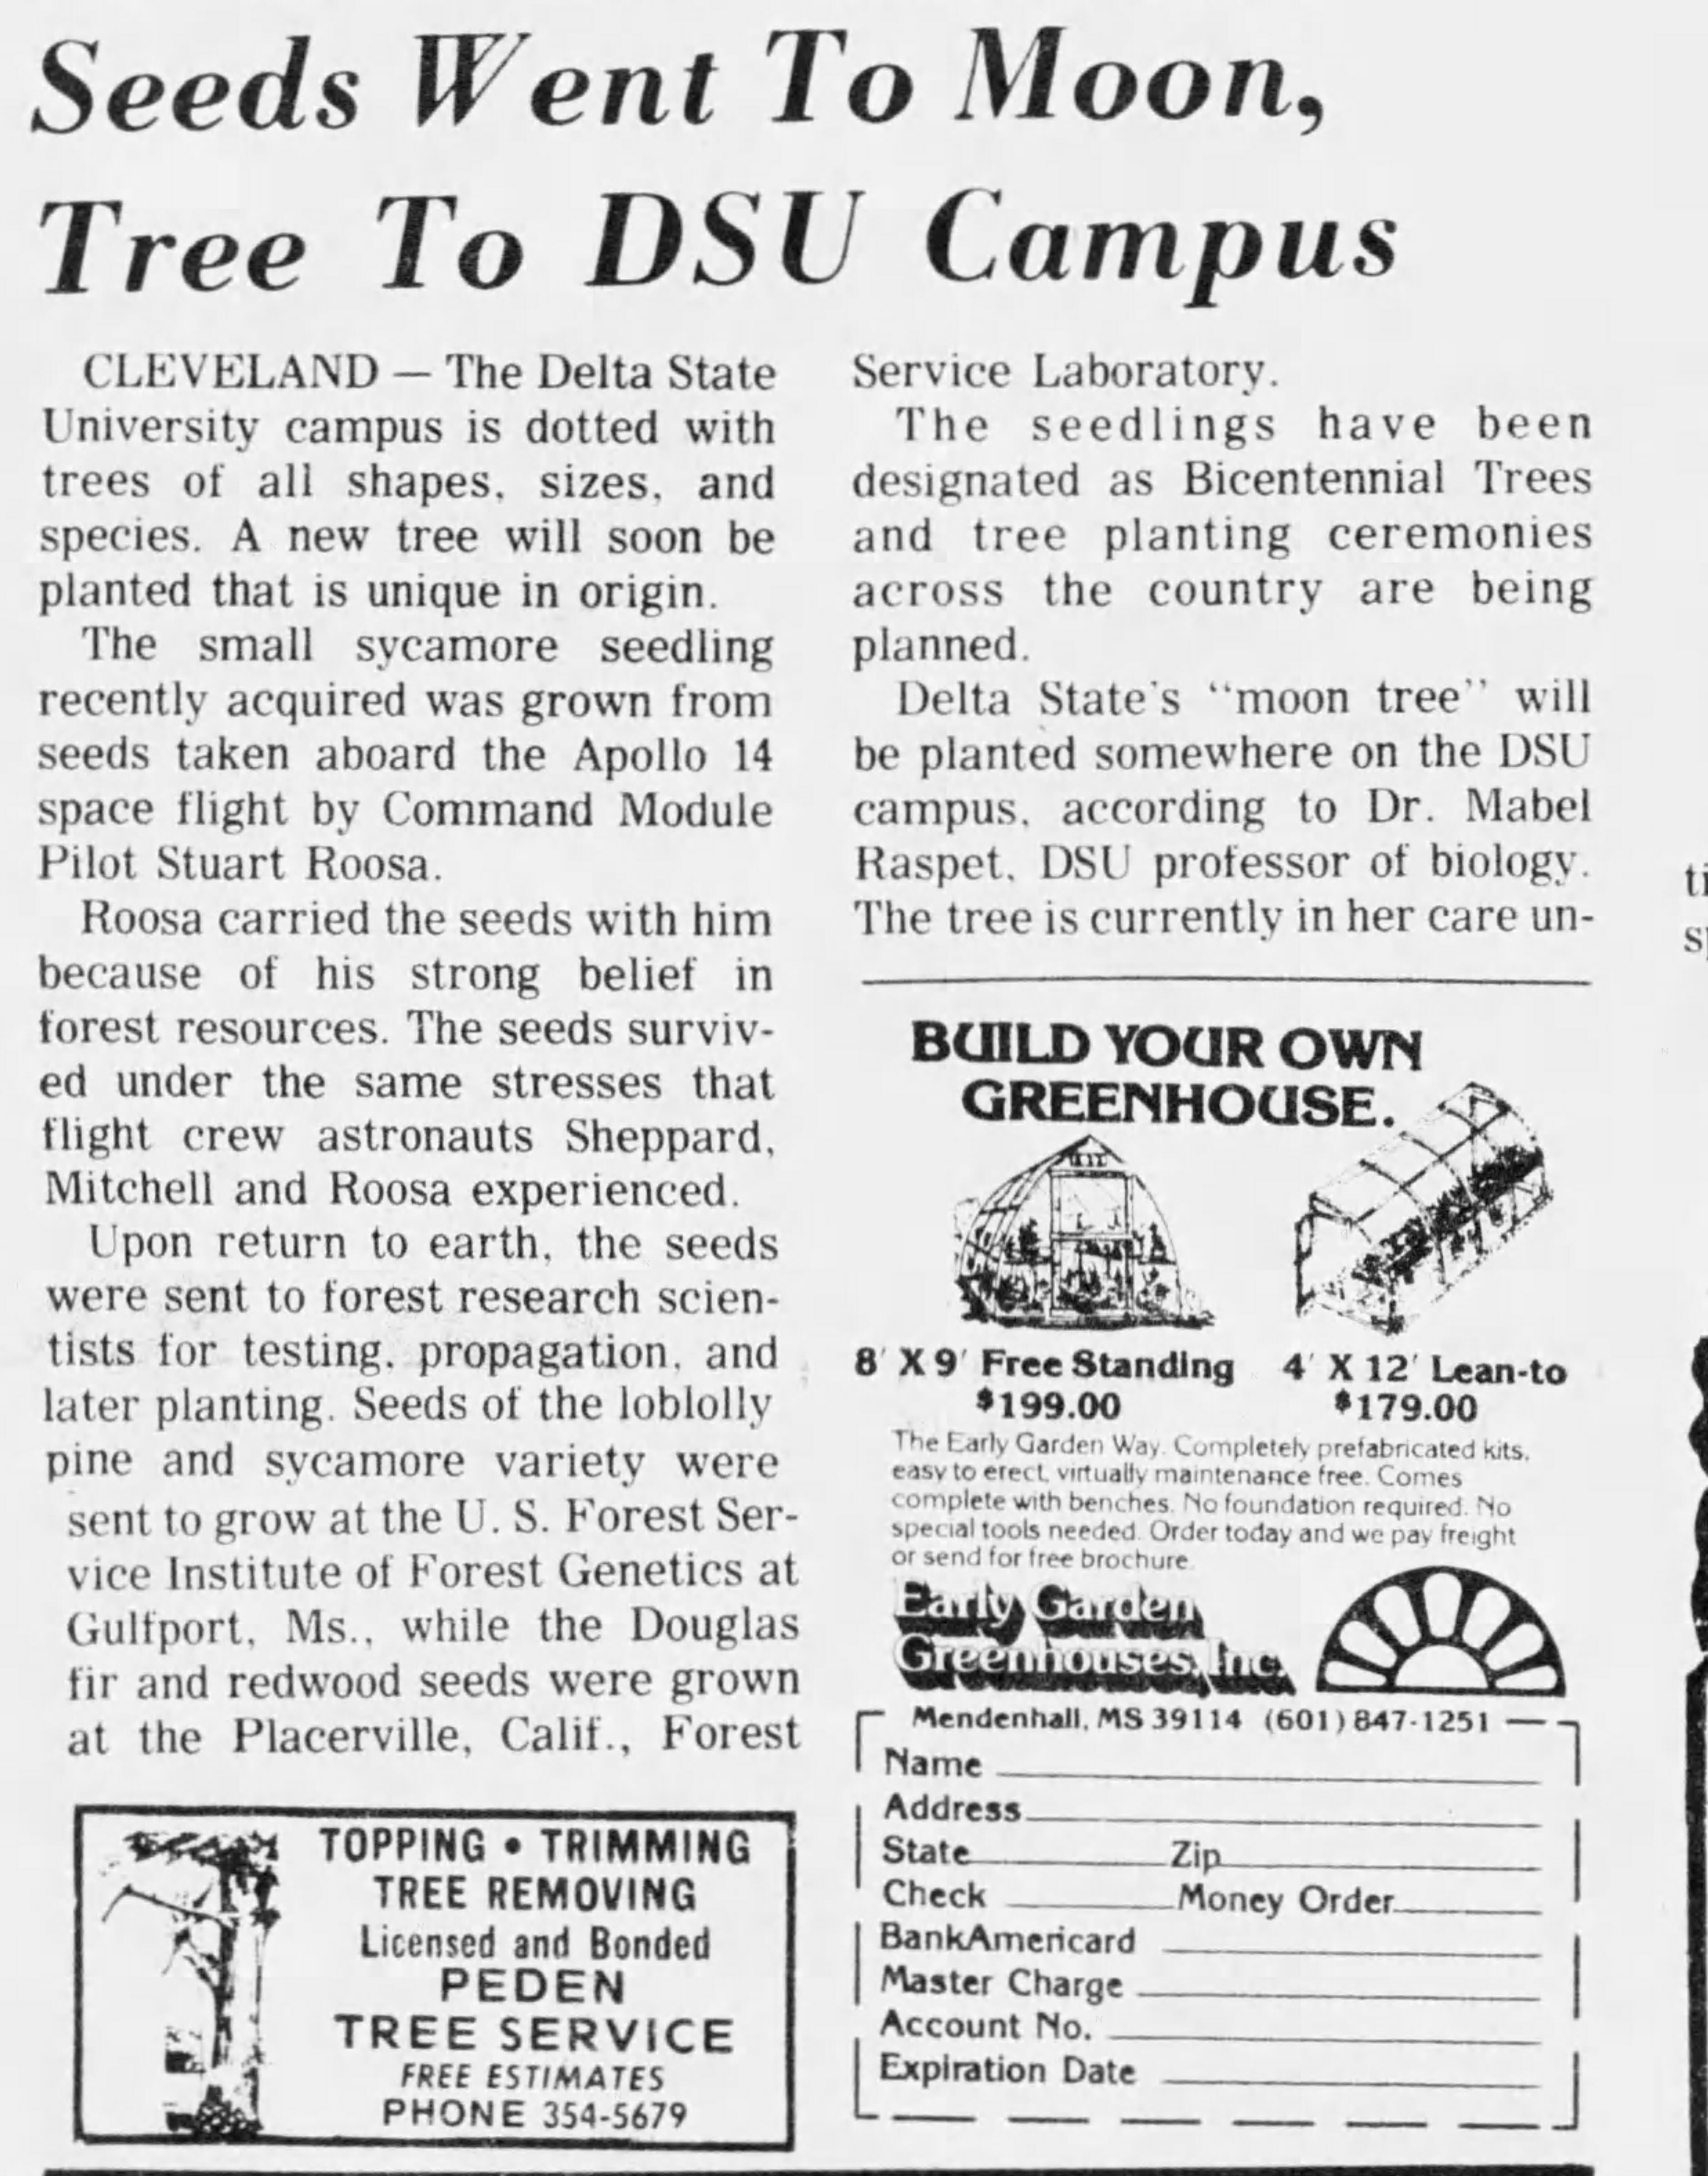 Seeds Went To Moon,
Tree To DSU Campus
CLEVELAND — The Delta State
University campus is dotted with
trees of all shapes, sizes, and
species. A new tree will soon be
planted that is unique in origin.
The small sycamore seedling
recently acquired was grown from
seeds taken aboard the Apollo 14
space flight by Command Module
Pilot Stuart Roosa.
Roosa carried the seeds with him
because of his strong belief in
forest resources. The seeds surviv-
ed under the same stresses that
flight crew astronauts Sheppard,
Mitchell and Roosa experienced.
Upon return to earth, the seeds
were sent to forest research scien-
tists for testing, propagation, and
later planting. Seeds of the loblolly
pine and sycamore variety were
sent to grow at the U. S. Forest Ser-
vice Institute of Forest Genetics at
Gulfport, Ms., while the Douglas
fir and redwood seeds were grown
at the Placerville, Calif., Forest
Service Laboratory.
The seedlings have been
designated as Bicentennial Trees
and tree planting ceremonies
across the country are being
planned.
Delta State's "moon tree" will
be planted somewhere on the DSU
campus, according to Dr. Mabel
Raspet, DSU professor of biology.
The tree is currently in her care un-
TOPPING • TRIMMING
TREE REMOVING
Licensed and Bonded
PEDEN
TREE SERVICE
FREE ESTIMATES
PHONE 354-5679
BUILD YOUR OWN
GREENHOUSE.
8' X 9' Free Standing 4' X 12' Lean-to
$199.00 $179.00
The Early Garden Way. Completely prefabricated kits,
easy to erect, virtually maintenance free. Comes
complete with benches. No foundation required. No
special tools needed. Order today and we pay freight
or send for free brochure.
Early Garden
Greenhouses, Inc.
Mendenhall, MS 39114 (601) 847-1251
Name
Address
State Zip
Check Money Order
BankAmericard
Master Charge
Account No.
Expiration Date